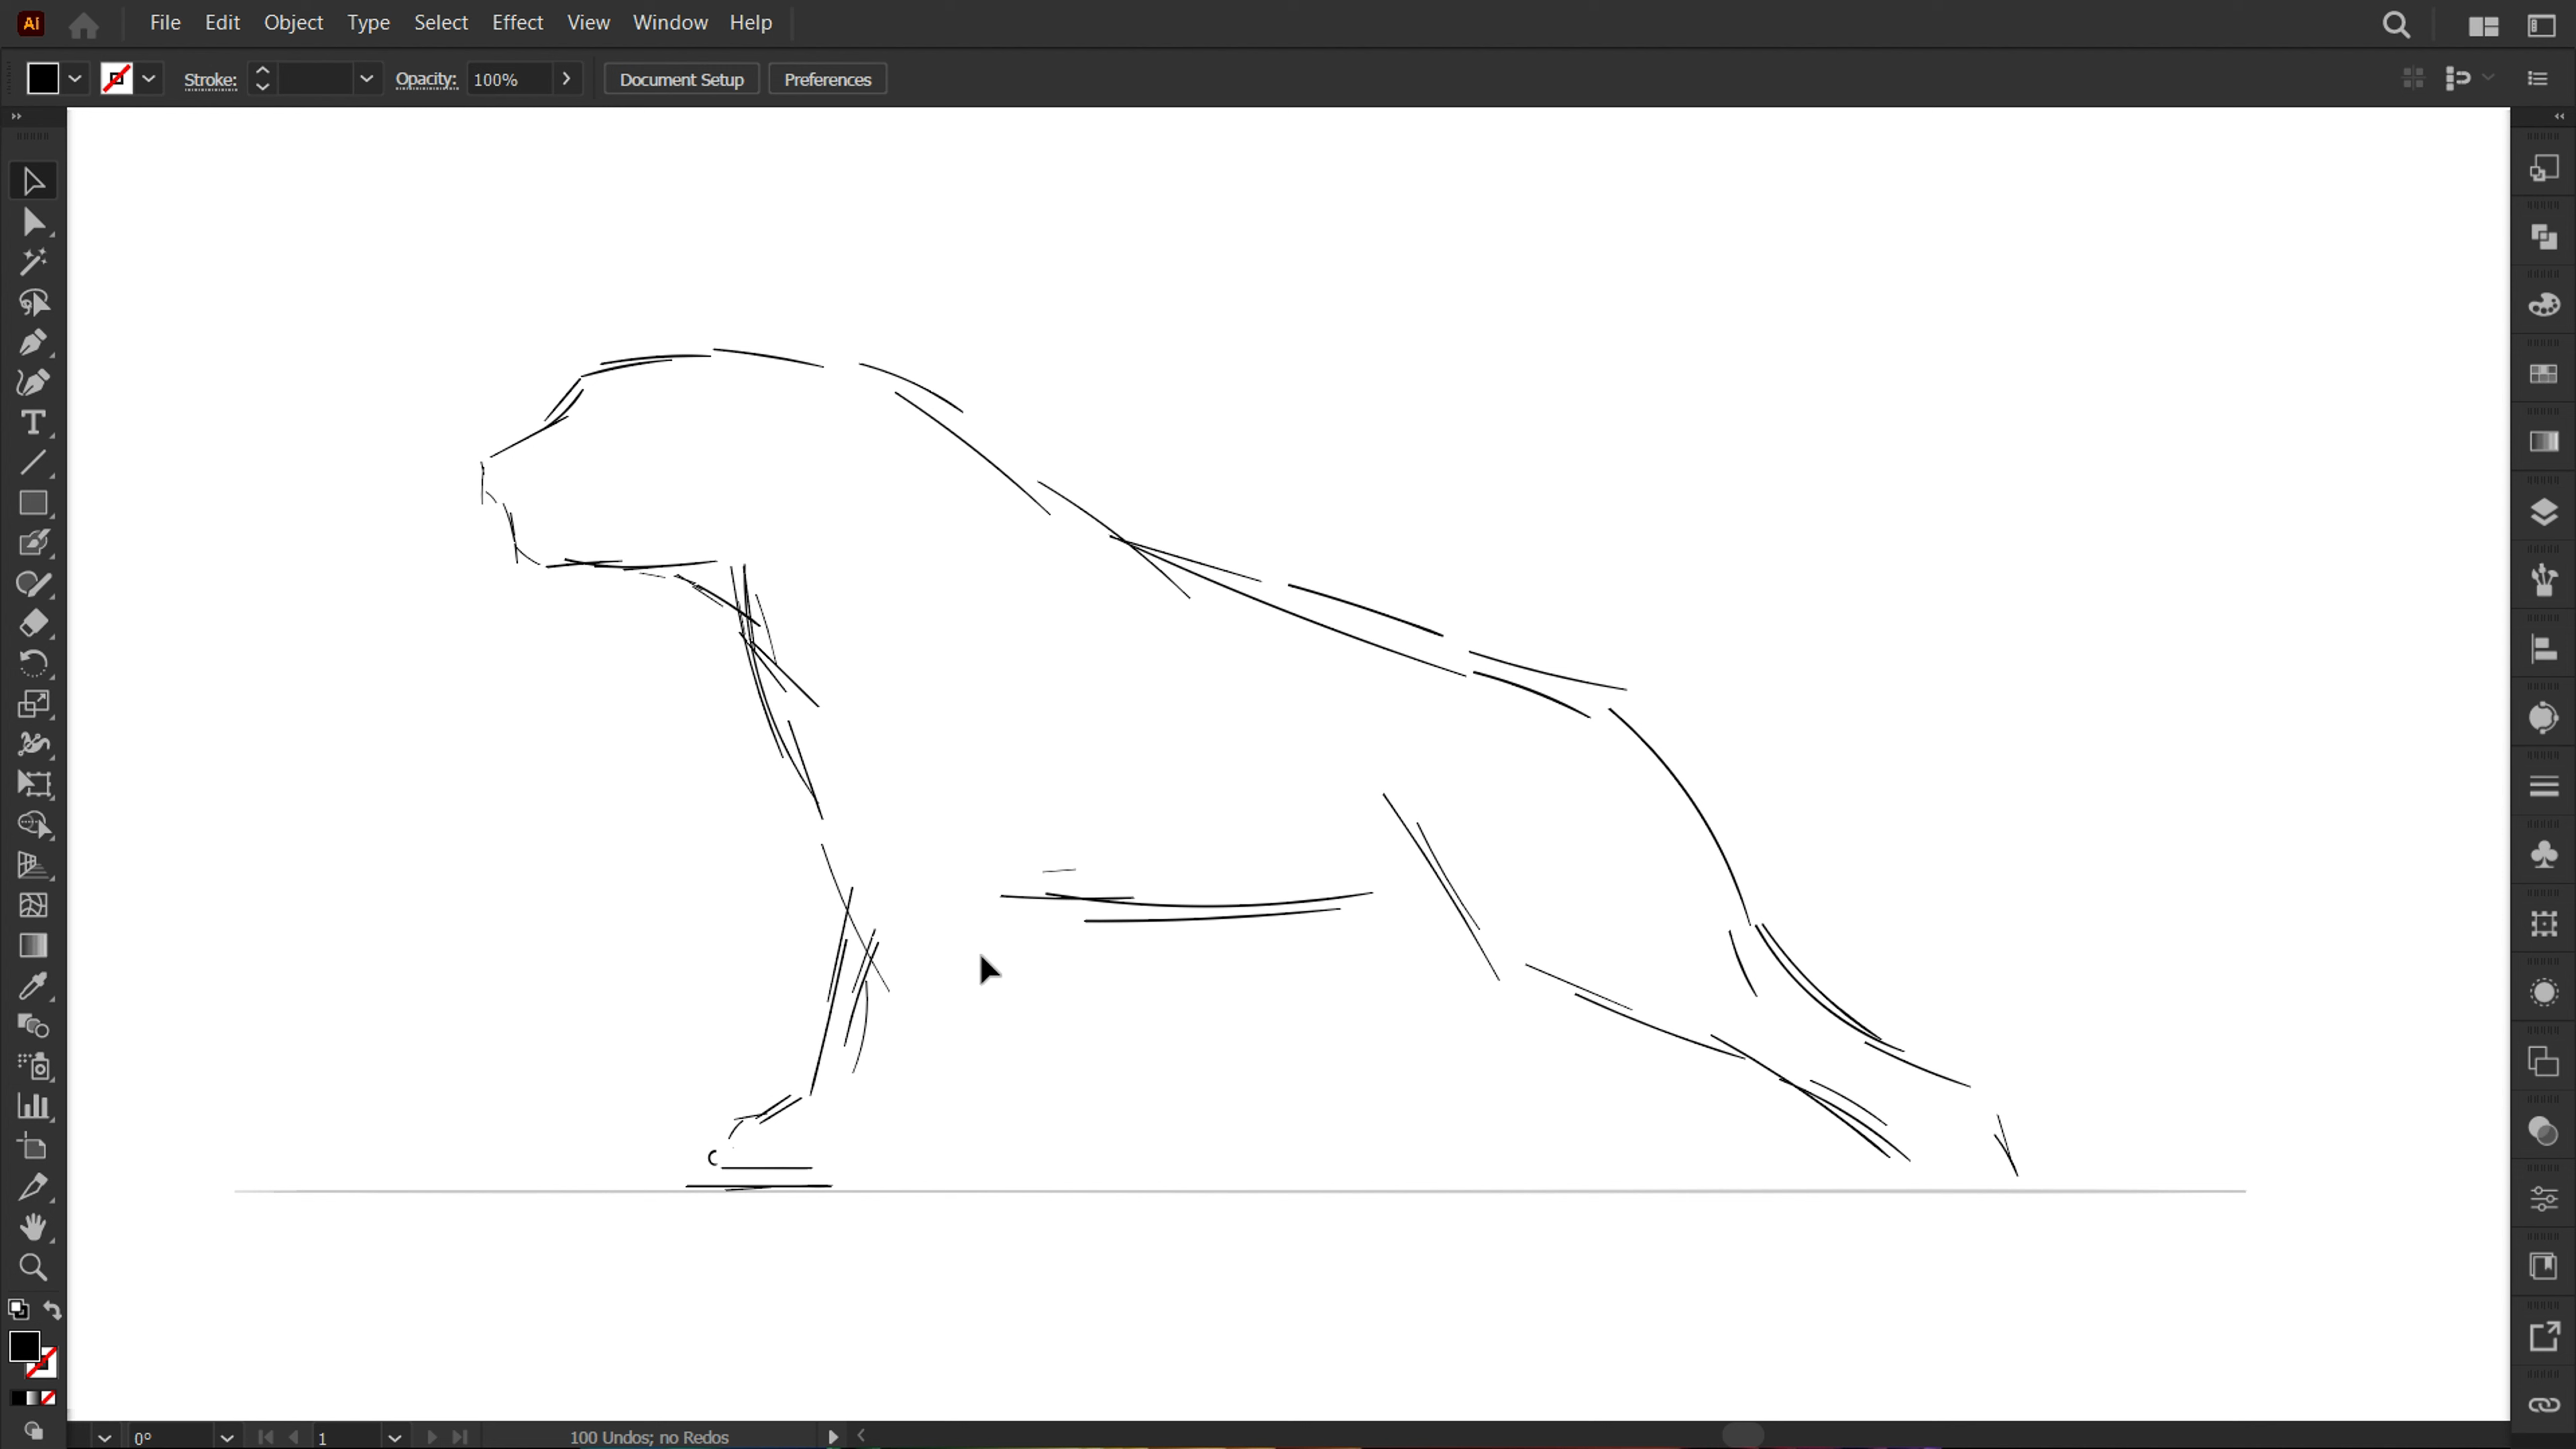 Ai File Edit Object Type Select Effect View Window Help
Stroke: Opacity: 100% Document Setup Preferences
0° 1 100 Undos; no Redos